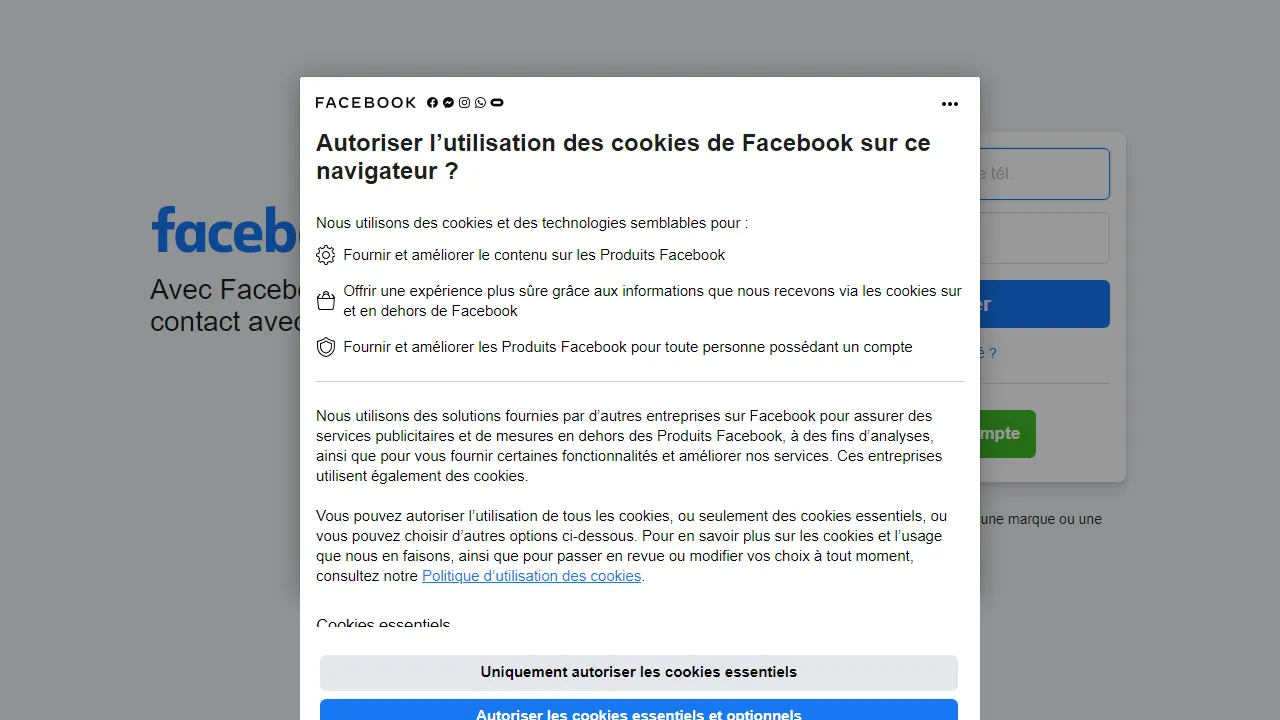 FACEBOOK
Autoriser l’utilisation des cookies de Facebook sur ce
navigateur ?
Nous utilisons des cookies et des technologies semblables pour :
Fournir et améliorer le contenu sur les Produits Facebook
Offrir une expérience plus sûre grâce aux informations que nous recevons via les cookies sur
et en dehors de Facebook
Fournir et améliorer les Produits Facebook pour toute personne possédant un compte
Nous utilisons des solutions fournies par d’autres entreprises sur Facebook pour assurer des
services publicitaires et de mesures en dehors des Produits Facebook, à des fins d’analyses,
ainsi que pour vous fournir certaines fonctionnalités et améliorer nos services. Ces entreprises
utilisent également des cookies.
Vous pouvez autoriser l’utilisation de tous les cookies, ou seulement des cookies essentiels, ou
vous pouvez choisir d’autres options ci-dessous. Pour en savoir plus sur les cookies et l’usage
que nous en faisons, ainsi que pour passer en revue ou modifier vos choix à tout moment,
consultez notre Politique d’utilisation des cookies.
Cookies essentiels
Uniquement autoriser les cookies essentiels
Autoriser les cookies essentiels et optionnels
faceb
Avec Faceb
contact avec
e tél.
er
é ?
mpte
une marque ou une